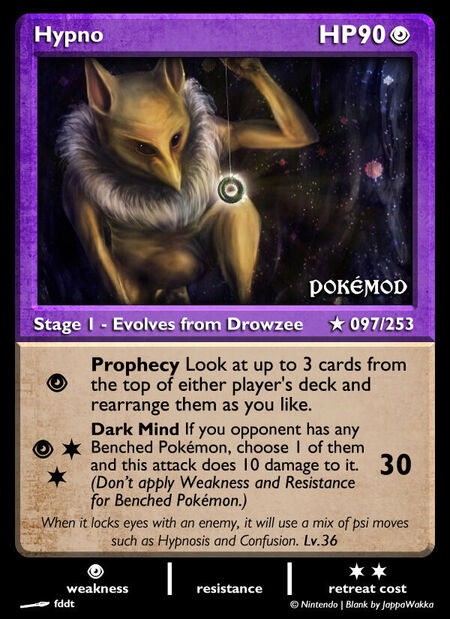 Hypno HP90
POKÉMOD
Stage 1 - Evolves from Drowzee ★ 097/253
Prophecy Look at up to 3 cards from
the top of either player's deck and
rearrange them as you like.
Dark Mind If you opponent has any
Benched Pokémon, choose 1 of them
and this attack does 10 damage to it.
(Don't apply Weakness and Resistance
for Benched Pokémon.)
30
When it locks eyes with an enemy, it will use a mix of psi moves
such as Hypnosis and Confusion. Lv.36
weakness resistance retreat cost
fddt © Nintendo | Blank by JappaWakka